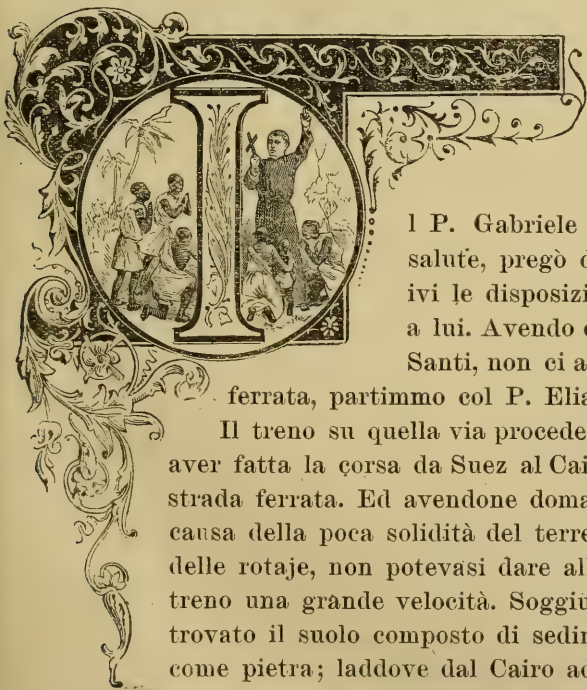 Il P. Gabriele
salute, pregò d
ivi le disposizi
a lui. Avendo
Santi, non ci a
ferrata, partimmo col P. Elia
Il treno su quella via procede
aver fatta la corsa da Suez al Cai
strada ferrata. Ed avendone doma
causa della poca solidità del terre
delle rotaje, non potevasi dare al
treno una grande velocità. Soggiu
trovato il suolo composto di sedin
come pietra; laddove dal Cairo ad